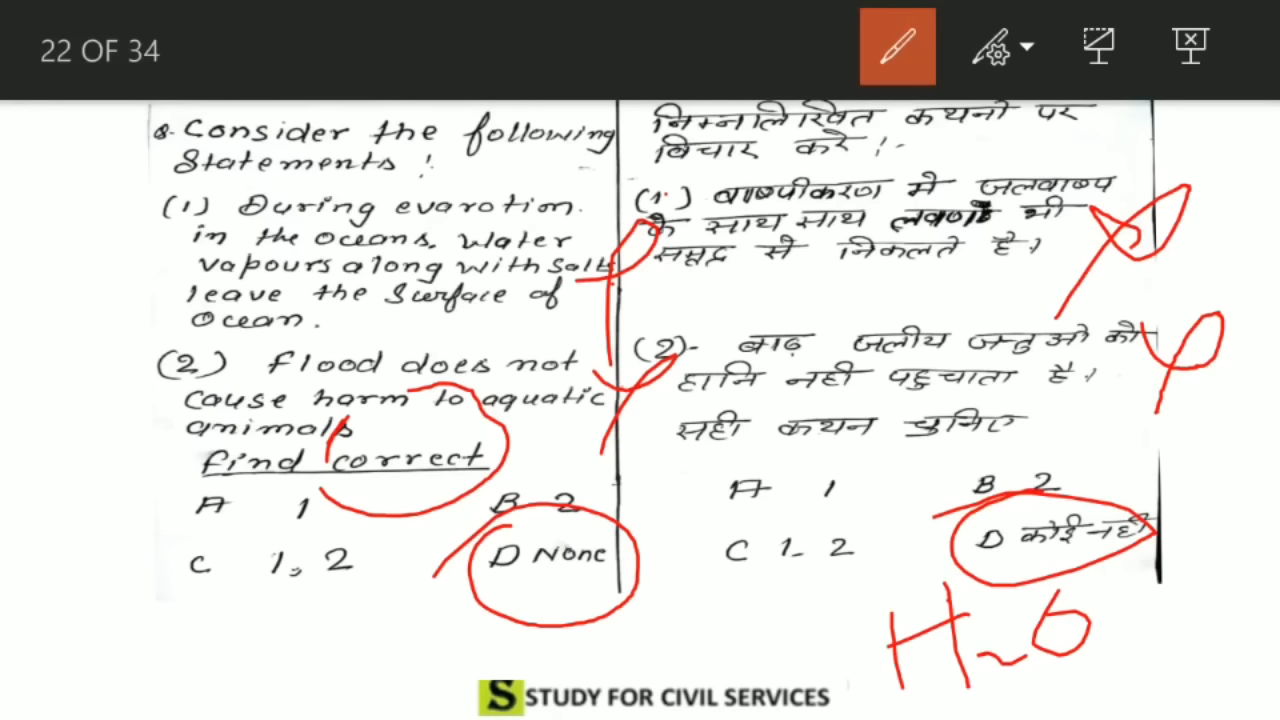 22 OF 34
Q. Consider the following
Statements!
(1) During evarotion.
in the oceans, water
vapours along with salts
leave the surface of
Ocean.
(2) flood does not
cause harm to aquatic
animals
find correct
A 1 B 2
C 1, 2 D None
निम्नलिखित कथनो पर
विचार करे!-
(1.) बाष्पीकरण मे जलवाष्प
के साथ साथ लवण भी
समुद्र से निकलते है।
(2)- बाढ़ जलीय जन्तुओ को
हानि नही पहुचाता है।
सही कथन चुनिए
A 1 B 2
C 1- 2 D कोई नही
H-6
S STUDY FOR CIVIL SERVICES